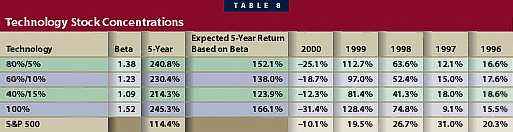 TABLE 8
Technology Stock Concentrations
Technology Beta 5-Year Expected 5-Year Return Based on Beta 2000 1999 1998 1997 1996
80%/5% 1.38 240.8% 152.1% –25.1% 112.7% 63.6% 12.1% 16.6%
60%/10% 1.23 230.4% 138.0% –18.7% 97.0% 52.4% 15.0% 17.6%
40%/15% 1.09 214.3% 123.9% –12.3% 81.4% 41.3% 18.0% 18.6%
100% 1.52 245.3% 166.1% –31.4% 128.4% 74.8% 9.1% 15.5%
S&P 500 114.4% –10.1% 19.5% 26.7% 31.0% 20.3%